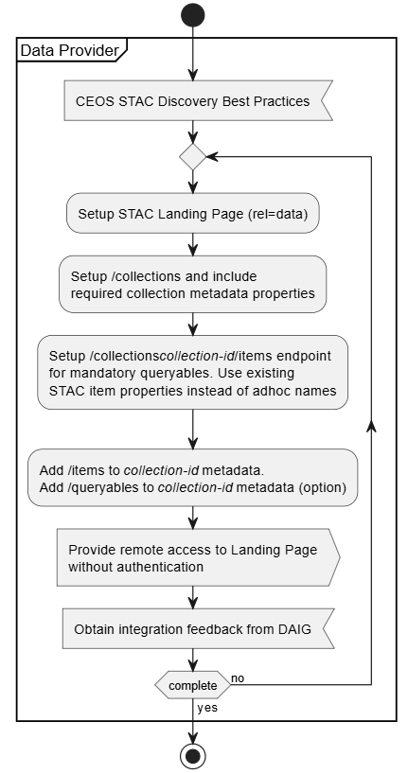 Data Provider
CEOS STAC Discovery Best Practices
Setup STAC Landing Page (rel=data)
Setup /collections and include
required collection metadata properties
Setup /collectionscollection-id/items endpoint
for mandatory queryables. Use existing
STAC item properties instead of adhoc names
Add /items to collection-id metadata.
Add /queryables to collection-id metadata (option)
Provide remote access to Landing Page
without authentication
Obtain integration feedback from DAIG
complete
no
yes